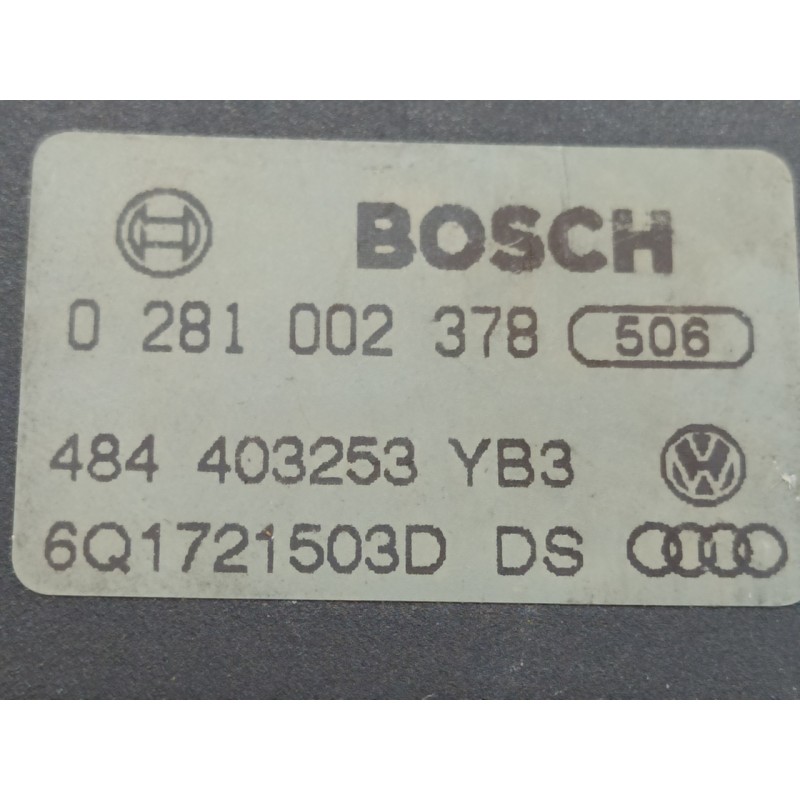 BOSCH
0 281 002 378 506
484 403253 YB3
6Q1721503D DS